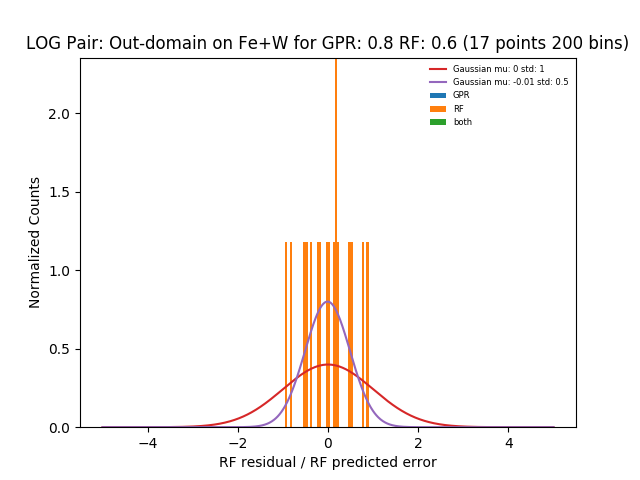 LOG Pair: Out-domain on Fe+W for GPR: 0.8 RF: 0.6 (17 points 200 bins)
Gaussian mu: 0 std: 1
Gaussian mu: -0.01 std: 0.5
GPR
RF
both
Normalized Counts
2.0
1.5
1.0
0.5
0.0
−4 −2 0 2 4
RF residual / RF predicted error